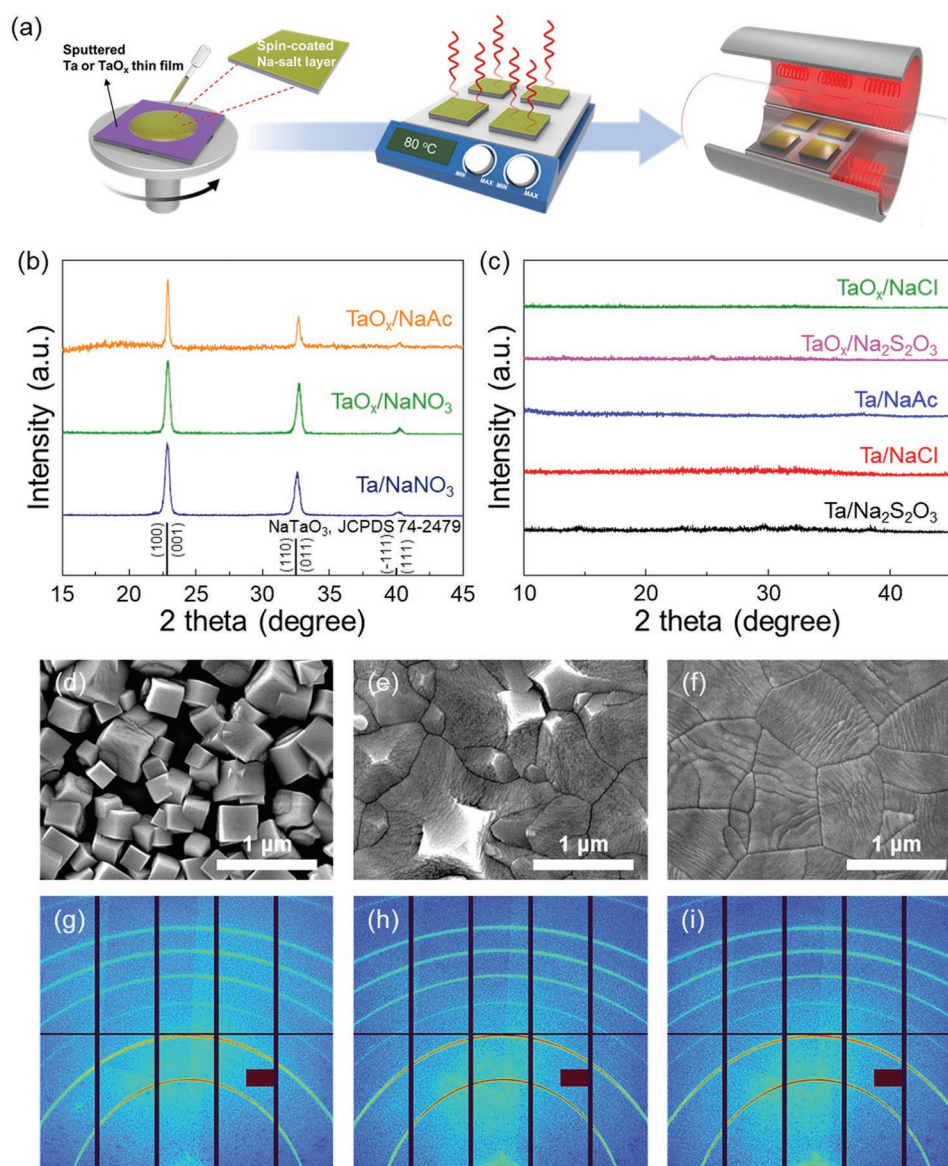 (a)
Sputtered
Ta or TaOₓ thin film
Spin-coated
Na-salt layer
80 °C
MIN
MAX
MIN
MAX
(b)
TaOₓ/NaAc
TaOₓ/NaNO₃
Ta/NaNO₃
NaTaO₃, JCPDS 74-2479
(100)
(001)
(110)
(011)
(-111)
(111)
Intensity (a.u.)
15 20 25 30 35 40 45
2 theta (degree)
(c)
TaOₓ/NaCl
TaOₓ/Na₂S₂O₃
Ta/NaAc
Ta/NaCl
Ta/Na₂S₂O₃
Intensity (a.u.)
10 20 30 40
2 theta (degree)
(d)
1 µm
(e)
1 µm
(f)
1 µm
(g)
(h)
(i)